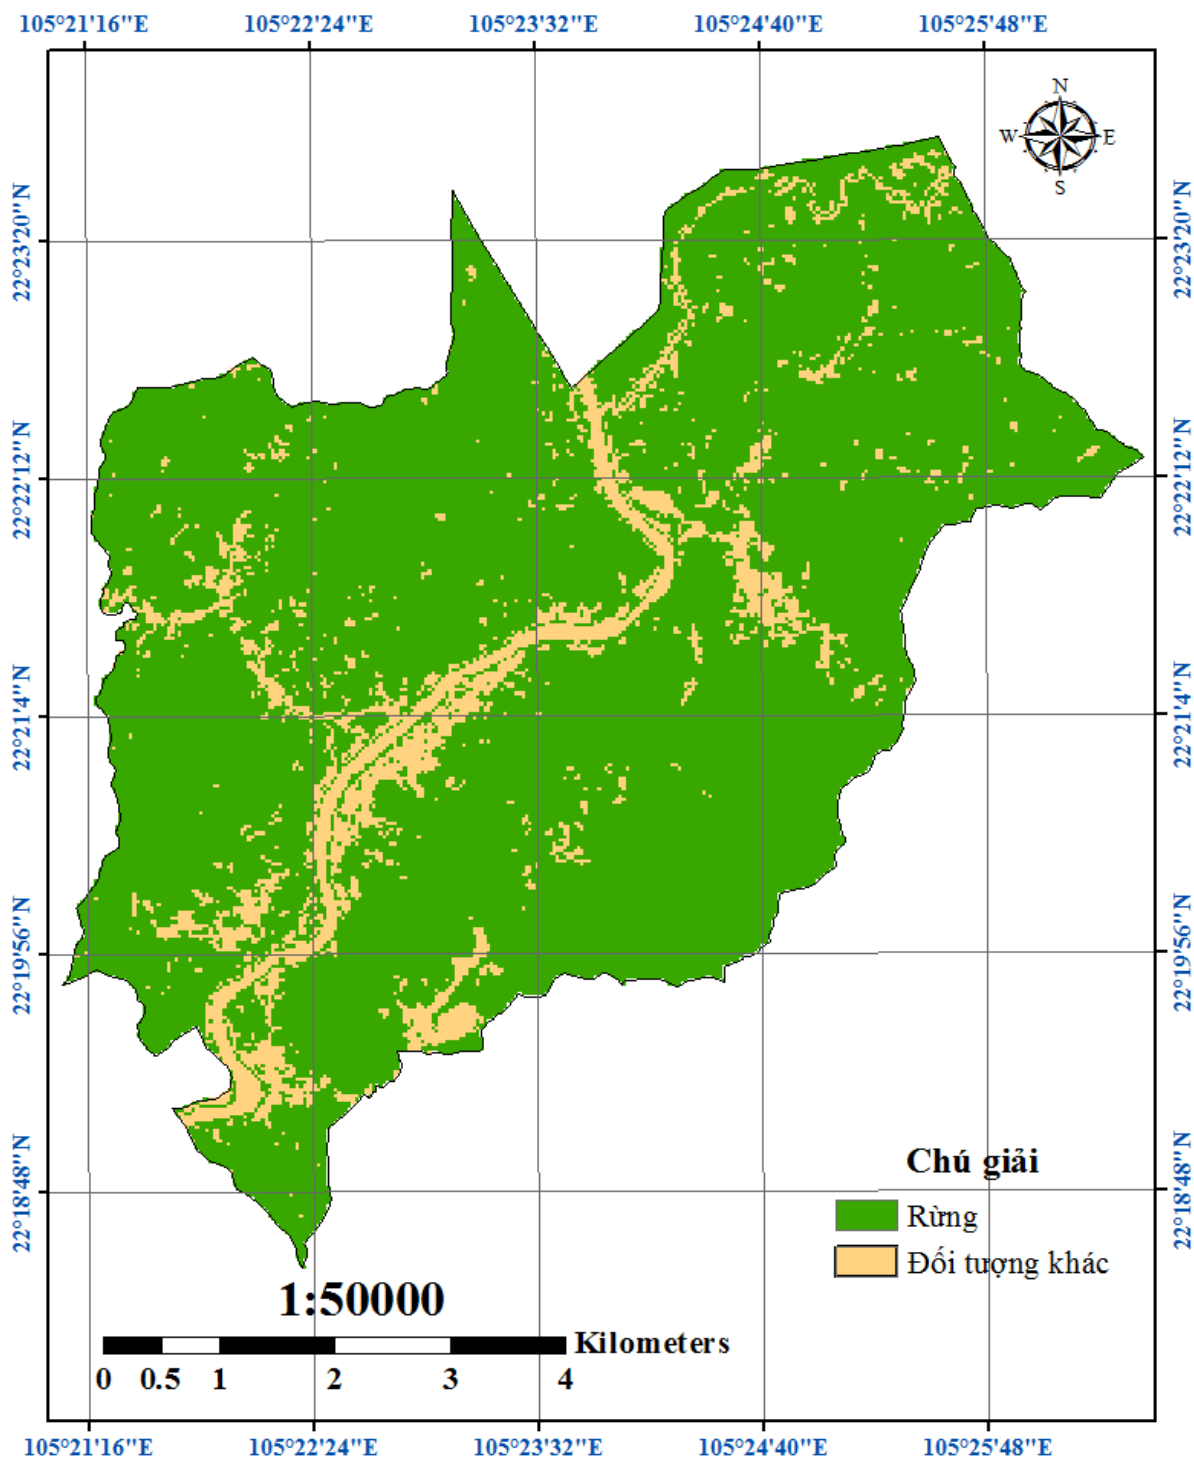 105°21'16"E 105°22'24"E 105°23'32"E 105°24'40"E 105°25'48"E
N
W E
S
22°23'20"N 22°23'20"N
22°22'12"N 22°22'12"N
22°21'4"N 22°21'4"N
22°19'56"N 22°19'56"N
22°18'48"N 22°18'48"N
Chú giải
Rừng
Đối tượng khác
1:50000
Kilometers
0 0.5 1 2 3 4
105°21'16"E 105°22'24"E 105°23'32"E 105°24'40"E 105°25'48"E